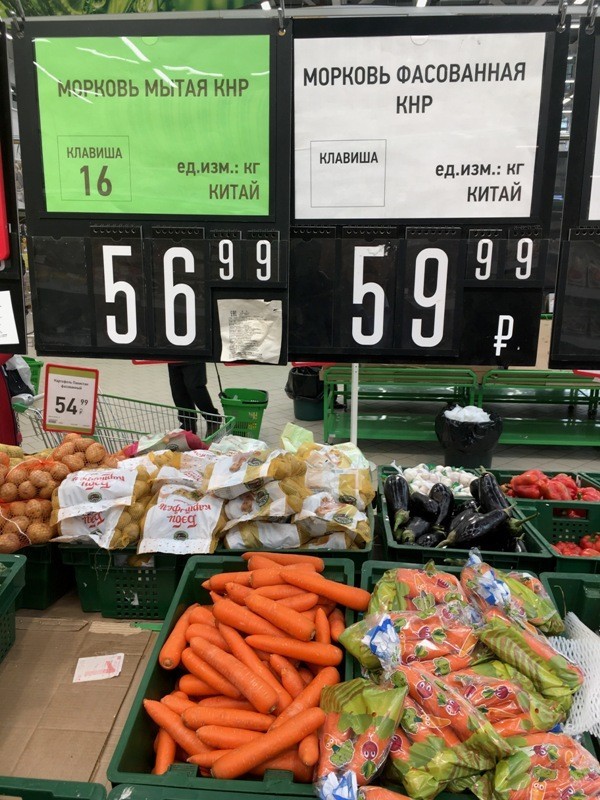 МОРКОВЬ МЫТАЯ КНР
КЛАВИША
16
ед.изм.: кг
КИТАЙ
56 99
МОРКОВЬ ФАСОВАННАЯ
КНР
КЛАВИША
ед.изм.: кг
КИТАЙ
59 99
₽
54 99